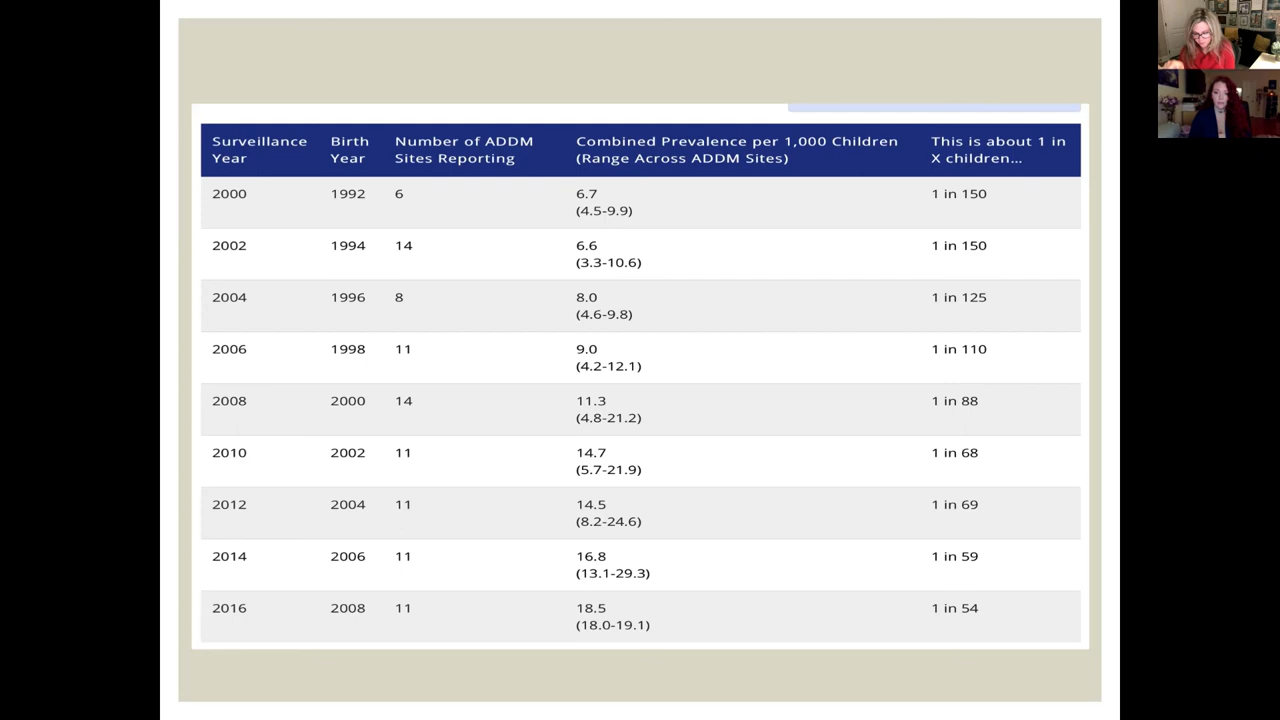 Surveillance Year
Birth Year
Number of ADDM Sites Reporting
Combined Prevalence per 1,000 Children (Range Across ADDM Sites)
This is about 1 in X children…
2000 1992 6 6.7 1 in 150
(4.5-9.9)
2002 1994 14 6.6 1 in 150
(3.3-10.6)
2004 1996 8 8.0 1 in 125
(4.6-9.8)
2006 1998 11 9.0 1 in 110
(4.2-12.1)
2008 2000 14 11.3 1 in 88
(4.8-21.2)
2010 2002 11 14.7 1 in 68
(5.7-21.9)
2012 2004 11 14.5 1 in 69
(8.2-24.6)
2014 2006 11 16.8 1 in 59
(13.1-29.3)
2016 2008 11 18.5 1 in 54
(18.0-19.1)